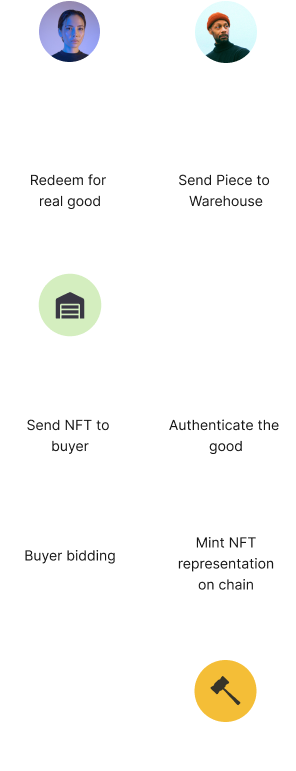 Redeem for
real good
Send Piece to
Warehouse
Send NFT to
buyer
Authenticate the
good
Buyer bidding
Mint NFT
representation
on chain